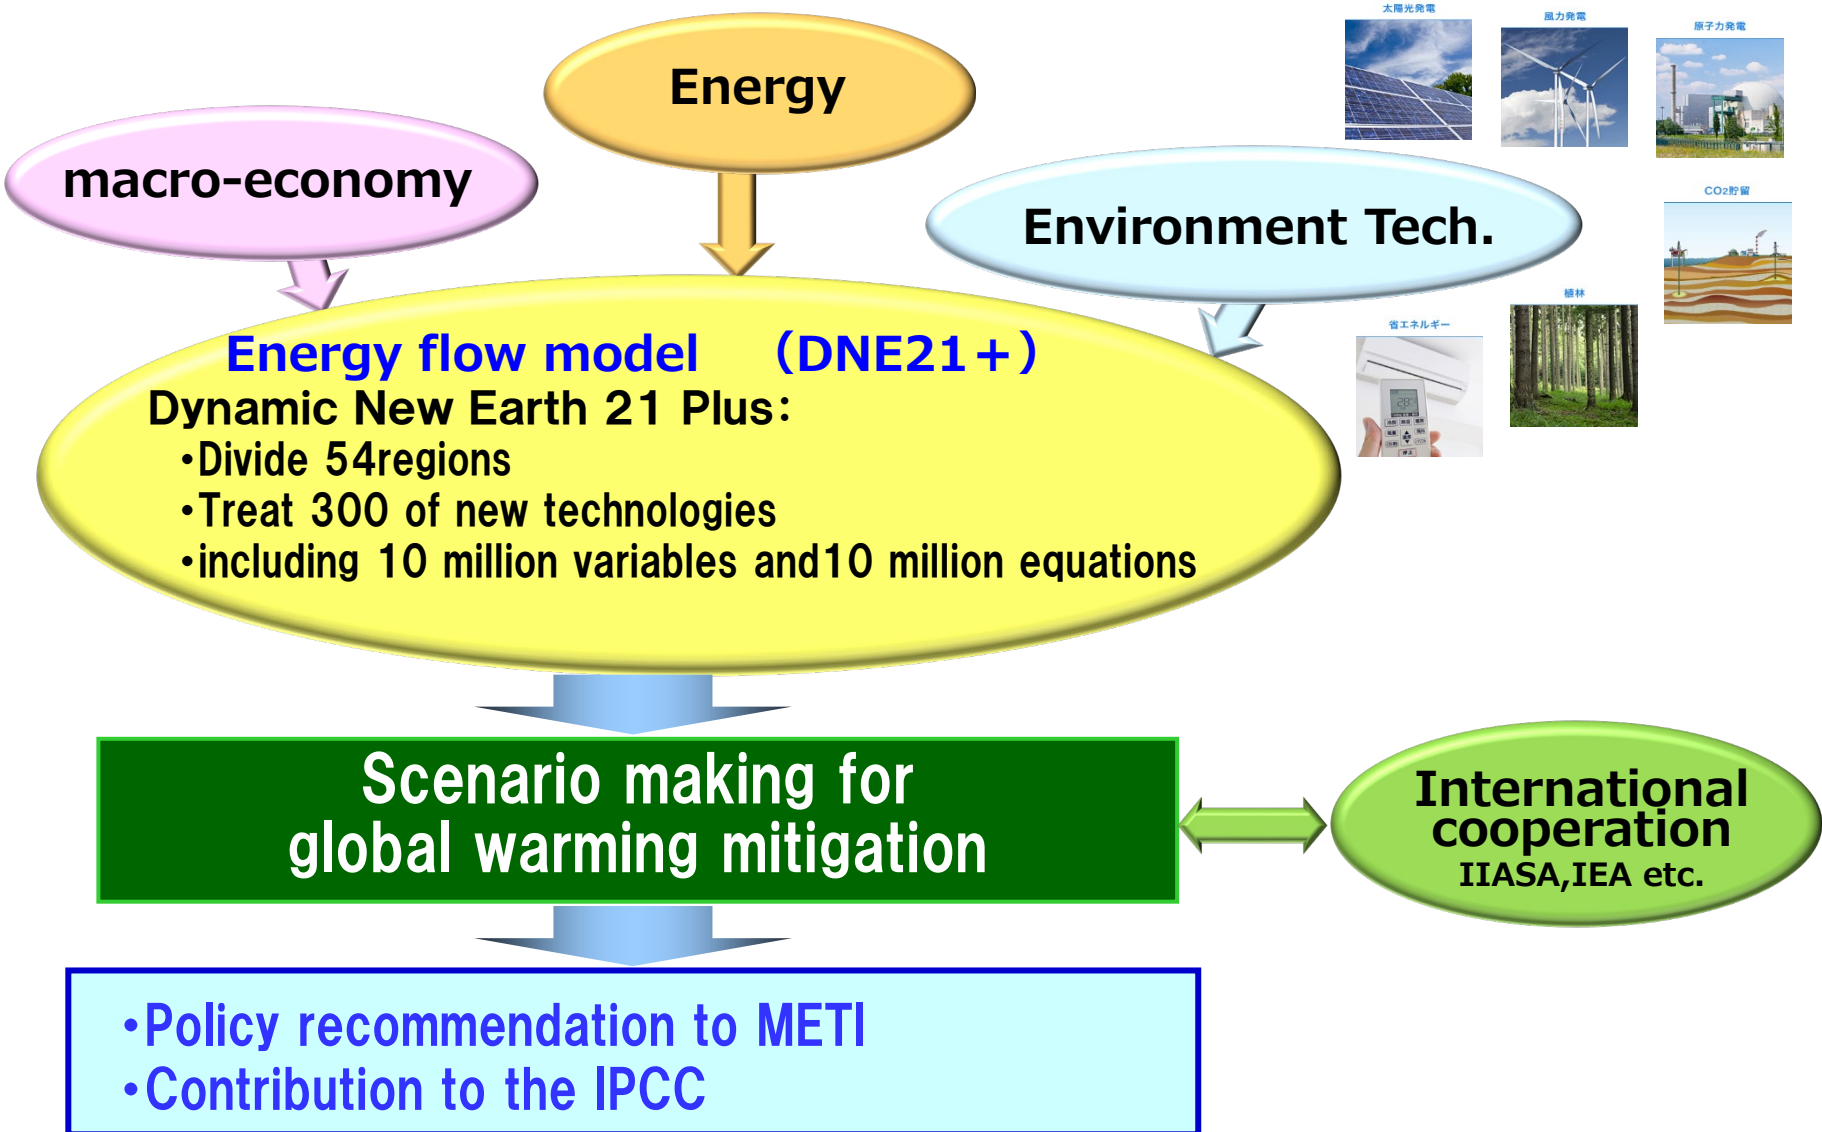 太陽光発電
風力発電
原子力発電
Energy
macro-economy
Environment Tech.
CO2貯留
植林
省エネルギー
Energy flow model （DNE21+）
Dynamic New Earth 21 Plus：
・Divide 54regions
・Treat 300 of new technologies
・including 10 million variables and10 million equations
Scenario making for
global warming mitigation
International
cooperation
IIASA,IEA etc.
・Policy recommendation to METI
・Contribution to the IPCC